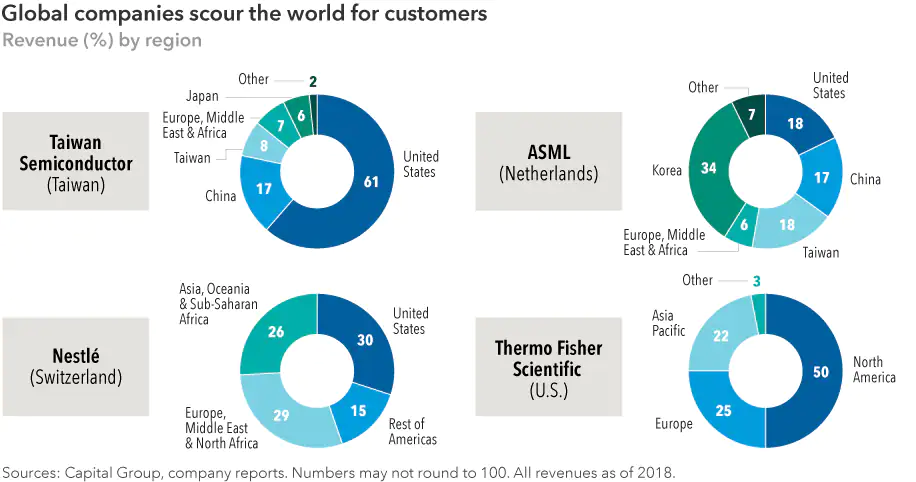 Global companies scour the world for customers
Revenue (%) by region
Taiwan
Semiconductor
(Taiwan)
Other
2
Japan
6
Europe, Middle
East & Africa
7
Taiwan
8
China
17
United
States
61
ASML
(Netherlands)
Other
7
United
States
18
Korea
34
China
17
Europe, Middle
East & Africa
6
Taiwan
18
Nestlé
(Switzerland)
Asia, Oceania
& Sub-Saharan
Africa
26
United
States
30
Europe,
Middle East
& North Africa
29
Rest of
Americas
15
Thermo Fisher
Scientific
(U.S.)
Other
3
Asia
Pacific
22
North
America
50
Europe
25
Sources: Capital Group, company reports. Numbers may not round to 100. All revenues as of 2018.